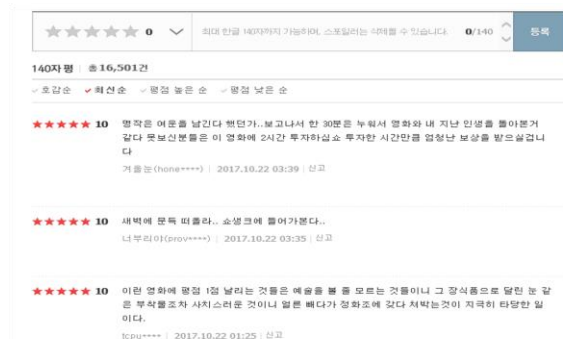 0 최대 한글 140자까지 가능하며, 스포일러는 삭제될 수 있습니다. 0/140 등록
140자평 총 16,501건
호감순 최신순 평점 높은 순 평점 낮은 순
10 명작은 여운을 남긴다 했던가..보고나서 한 30분은 누워서 영화와 내 지난 인생을 돌아본거
같다 못보신분들은 이 영화에 2시간 투자하십쇼 투자한 시간만큼 엄청난 보상을 받으실겁니
다
겨울눈(hone****) 2017.10.22 03:39 신고
10 새벽에 문득 떠올라.. 쇼생크에 들어가본다..
너부리야(prov****) 2017.10.22 03:35 신고
10 이런 영화에 평점 1점 날리는 것들은 예술을 볼 줄 모르는 것들이니 그 장식품으로 달린 눈 같
은 부착물조차 사치스러운 것이니 얼른 빼다가 정화조에 갖다 처박는것이 지극히 타당한 일
이다.
tcpu**** 2017.10.22 01:25 신고